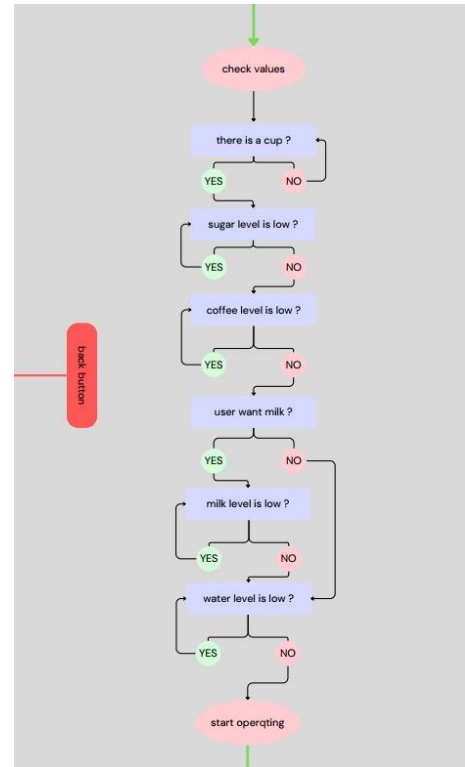 check values
there is a cup ?
YES
NO
sugar level is low ?
YES
NO
coffee level is low ?
YES
NO
back button
user want milk ?
YES
NO
milk level is low ?
YES
NO
water level is low ?
YES
NO
start operqting